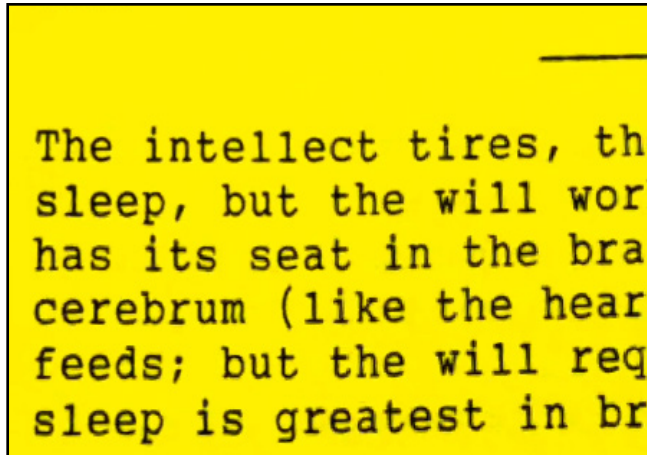 The intellect tires, th
sleep, but the will wor
has its seat in the bra
cerebrum (like the hear
feeds; but the will req
sleep is greatest in br